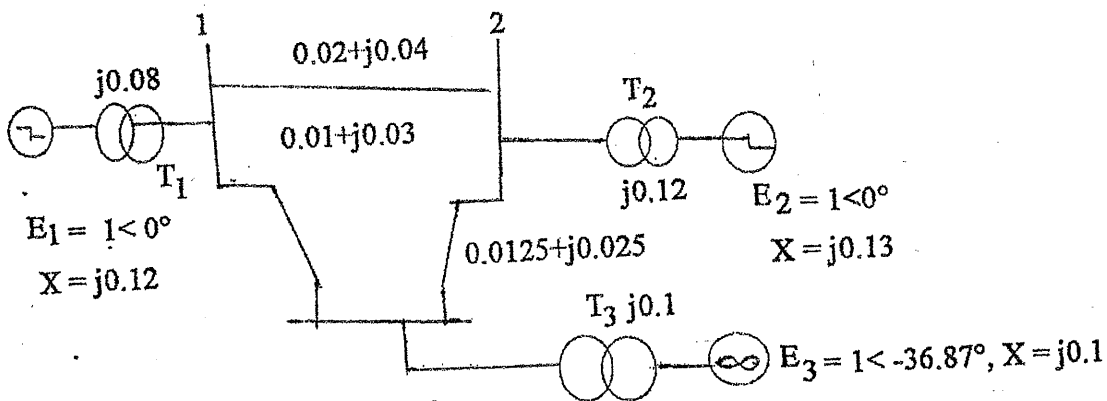 1
2
0.02+j0.04
j0.08
T2
0.01+j0.03
T1
j0.12
E2 = 1<0°
E1 = 1< 0°
0.0125+j0.025
X = j0.13
X = j0.12
T3 j0.1
E3 = 1< -36.87°, X = j0.1